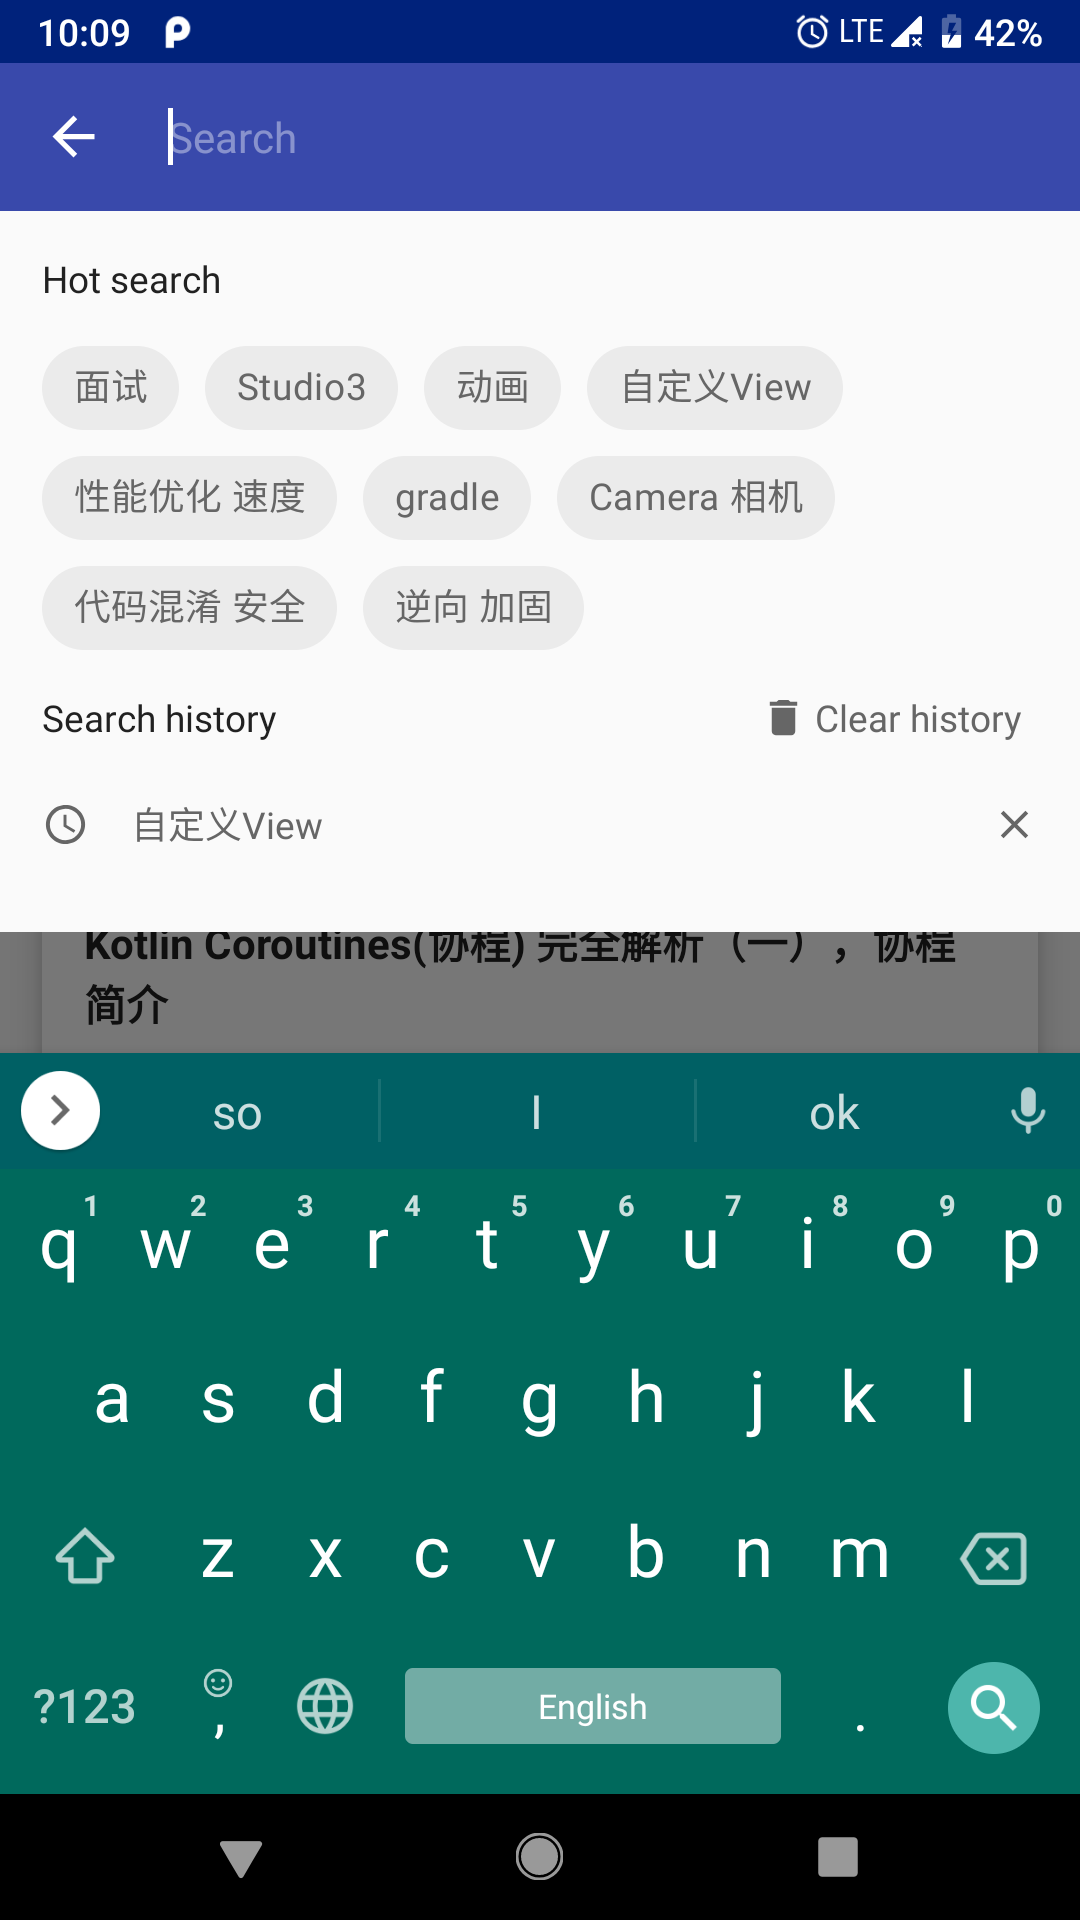 10:09 LTE 42%
Search
Hot search
面试 Studio3 动画 自定义View
性能优化 速度 gradle Camera 相机
代码混淆 安全 逆向 加固
Search history Clear history
自定义View
Kotlin Coroutines(协程) 完全解析（一），协程
简介
so I ok
1 2 3 4 5 6 7 8 9 0
q w e r t y u i o p
a s d f g h j k l
z x c v b n m
?123 , English .